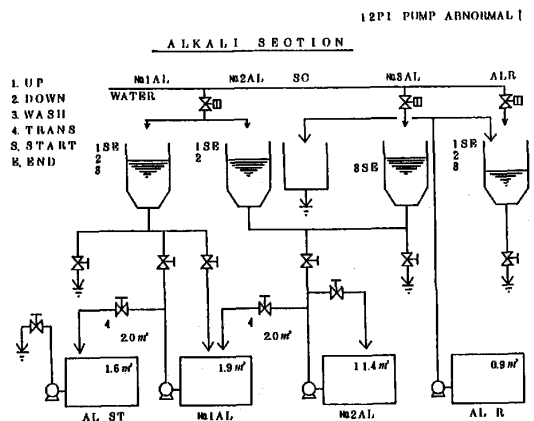 12P1 PUMP ABNORMAL↑
ALKALI SECTION
№1AL №2AL SC №3AL ALR
WATER
1. UP
2. DOWN
3. WASH
4. TRANS
S. START
E. END
1SE
2
3
1SE
2
3SE
1SE
2
3
4
2.0㎥
4
2.0㎥
1.6㎥
1.9㎥
11.4㎥
0.9㎥
AL ST
№1AL
№2AL
AL R